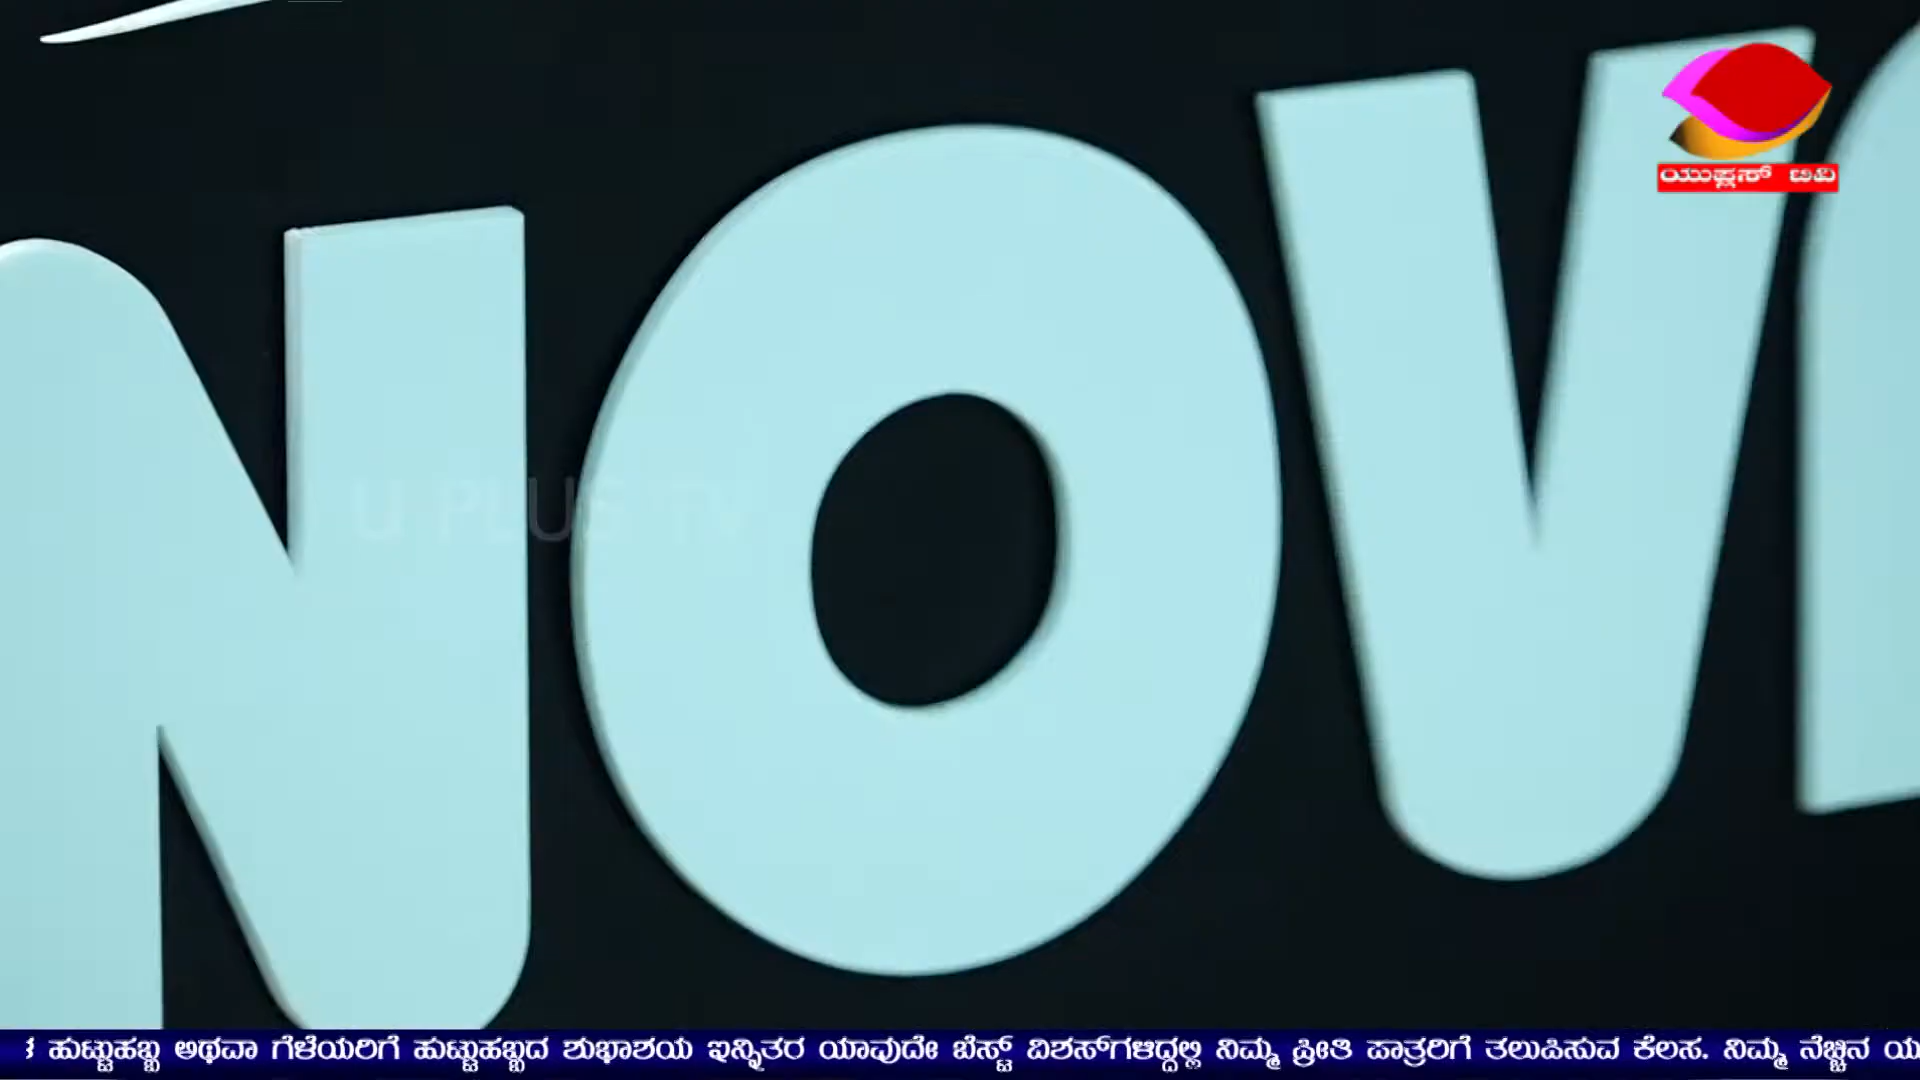 NOV
ಯುಪ್ಲಸ್ ಟಿವಿ
U PLUS TV
ಹುಟ್ಟುಹಬ್ಬ ಅಥವಾ ಗೆಳೆಯರಿಗೆ ಹುಟ್ಟುಹಬ್ಬದ ಶುಭಾಶಯ ಇನ್ನಿತರ ಯಾವುದೇ ಬೆಸ್ಟ್ ವಿಶಸ್‌ಗಳಿದ್ದಲ್ಲಿ ನಿಮ್ಮ ಪ್ರೀತಿ ಪಾತ್ರರಿಗೆ ತಲುಪಿಸುವ ಕೆಲಸ. ನಿಮ್ಮ ನೆಚ್ಚಿನ ಯು